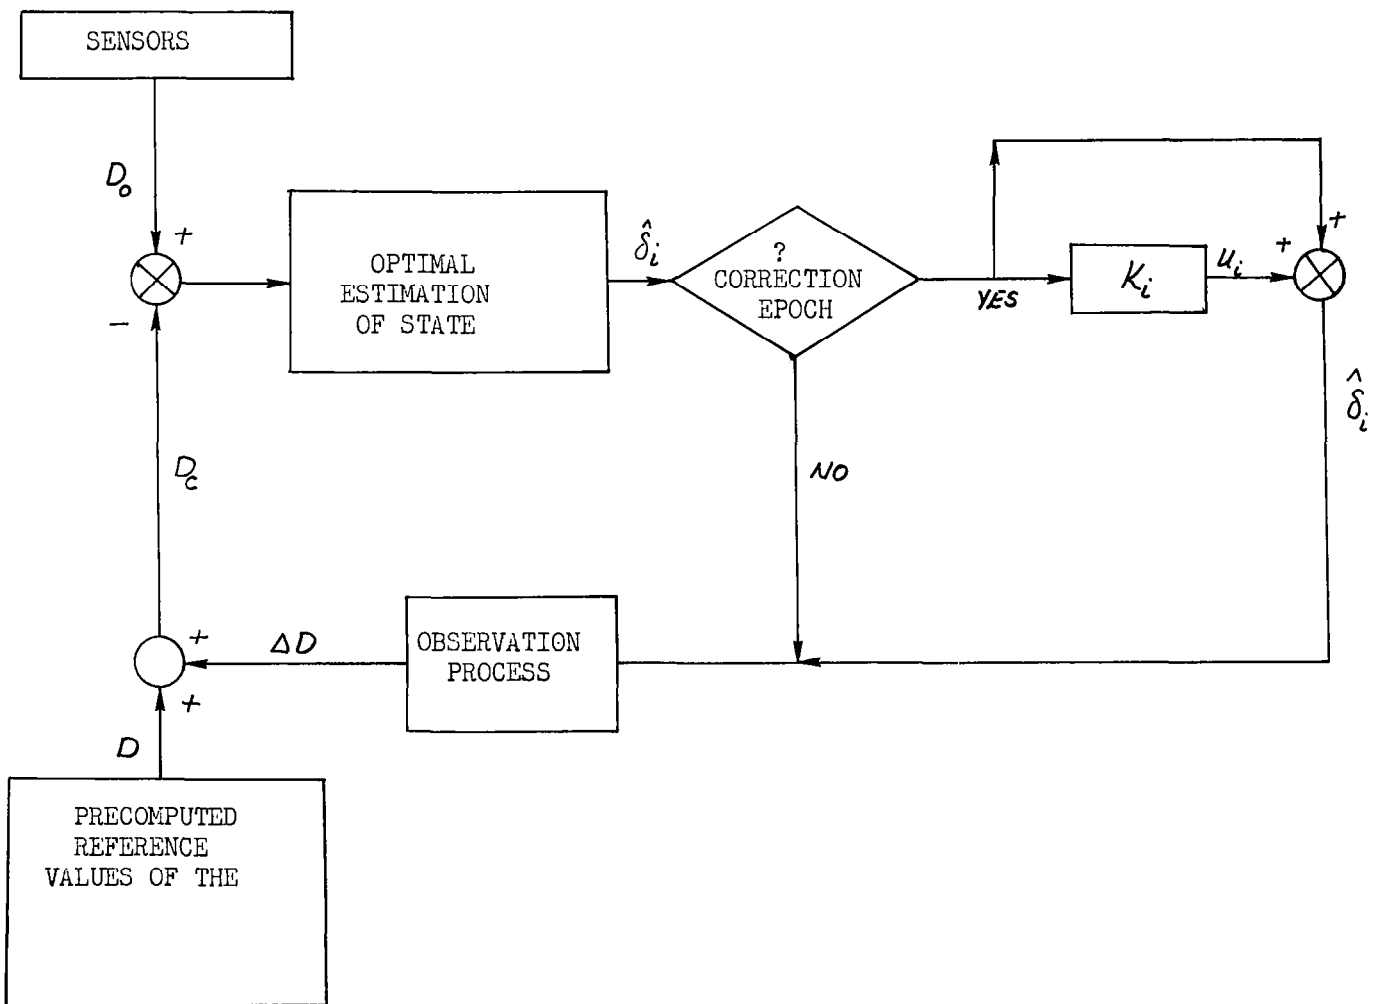 SENSORS
D₀
+
−
OPTIMAL
ESTIMATION
OF STATE
δ̂ᵢ
?
CORRECTION
EPOCH
YES
Kᵢ
uᵢ
+
+
δ̂ᵢ
NO
D_c
OBSERVATION
PROCESS
ΔD
+
+
D
PRECOMPUTED
REFERENCE
VALUES OF THE